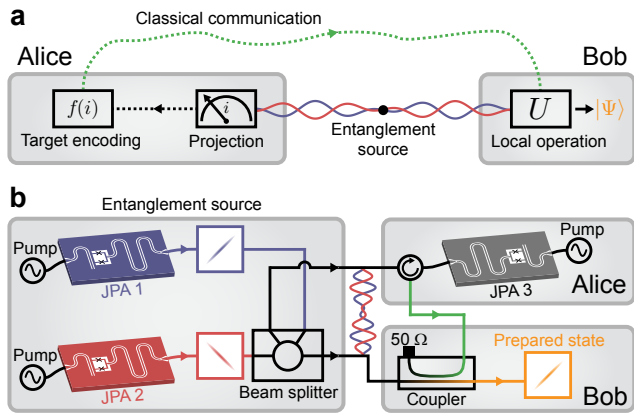 a
Classical communication
Alice
Bob
f(i)
i
U
|Ψ⟩
Target encoding
Projection
Entanglement
source
Local operation
b
Entanglement source
Pump
JPA 1
Pump
JPA 2
Beam splitter
Pump
JPA 3
Alice
50 Ω
Prepared state
Coupler
Bob